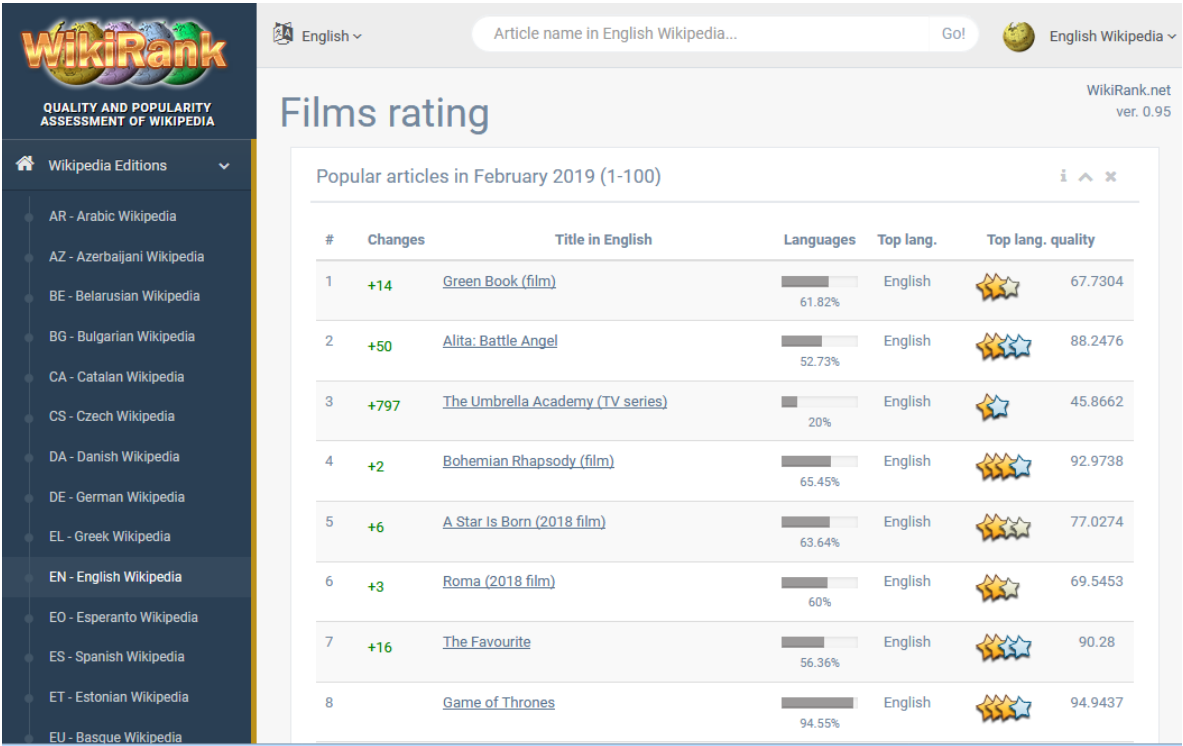 WikiRank
QUALITY AND POPULARITY
ASSESSMENT OF WIKIPEDIA
Wikipedia Editions
AR - Arabic Wikipedia
AZ - Azerbaijani Wikipedia
BE - Belarusian Wikipedia
BG - Bulgarian Wikipedia
CA - Catalan Wikipedia
CS - Czech Wikipedia
DA - Danish Wikipedia
DE - German Wikipedia
EL - Greek Wikipedia
EN - English Wikipedia
EO - Esperanto Wikipedia
ES - Spanish Wikipedia
ET - Estonian Wikipedia
EU - Basque Wikipedia
English Article name in English Wikipedia... Go! English Wikipedia
WikiRank.net
ver. 0.95
Films rating
Popular articles in February 2019 (1-100)
# Changes Title in English Languages Top lang. Top lang. quality
1 +14 Green Book (film) 61.82% English 67.7304
2 +50 Alita: Battle Angel 52.73% English 88.2476
3 +797 The Umbrella Academy (TV series) 20% English 45.8662
4 +2 Bohemian Rhapsody (film) 65.45% English 92.9738
5 +6 A Star Is Born (2018 film) 63.64% English 77.0274
6 +3 Roma (2018 film) 60% English 69.5453
7 +16 The Favourite 56.36% English 90.28
8 Game of Thrones 94.55% English 94.9437